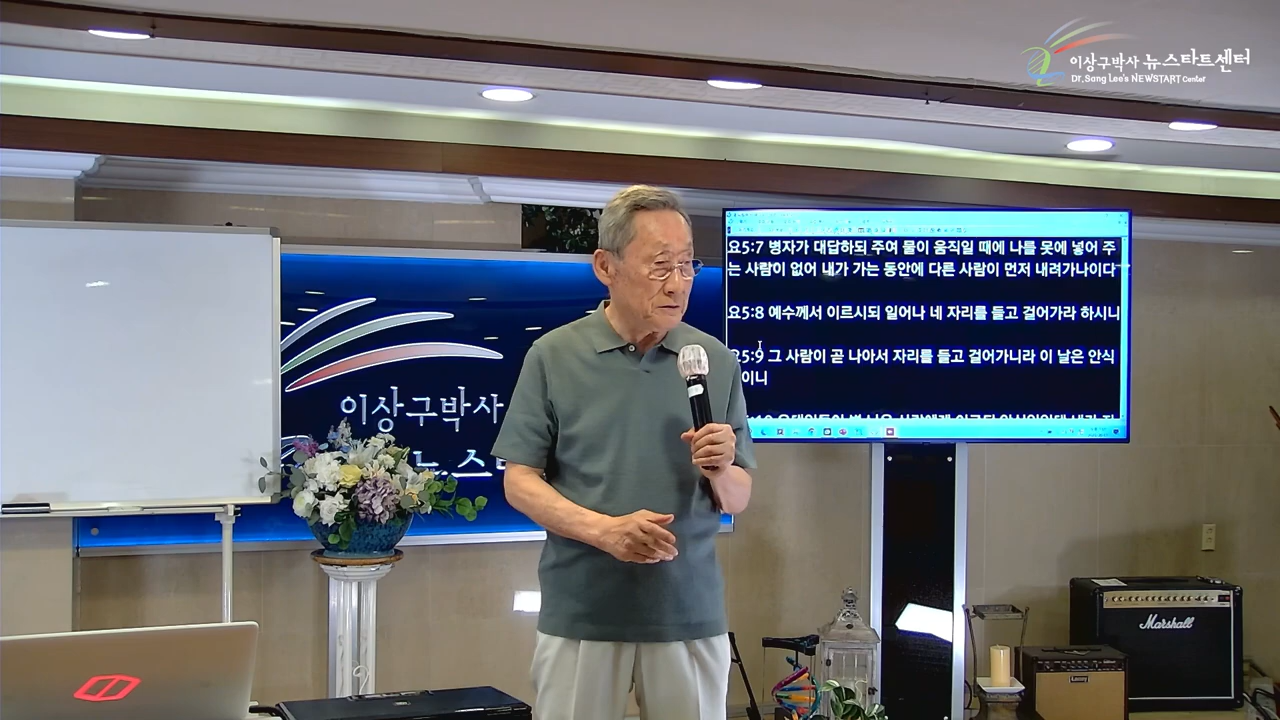 이상구박사 뉴스타트센터
Dr. Sang Lee's NEWSTART Center
요5:7 병자가 대답하되 주여 물이 움직일 때에 나를 못에 넣어 주
는 사람이 없어 내가 가는 동안에 다른 사람이 먼저 내려가나이다
요5:8 예수께서 이르시되 일어나 네 자리를 들고 걸어가라 하시니
요5:9 그 사람이 곧 나아서 자리를 들고 걸어가니라 이 날은 안식
이니
이상구박사
뉴스
Marshall
Laney